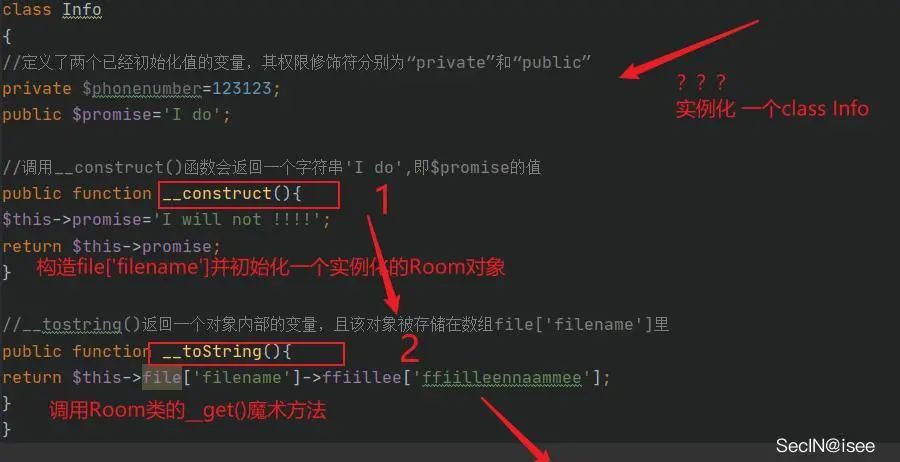 class Info
{
//定义了两个已经初始化值的变量，其权限修饰符分别为“private”和“public”
private $phonenumber=123123;
？？？
public $promise='I do';
实例化 一个class Info
//调用__construct()函数会返回一个字符串'I do',即$promise的值
public function __construct(){
1
$this->promise='I will not !!!!';
return $this->promise;
}
构造file['filename']并初始化一个实例化的Room对象
//__tostring()返回一个对象内部的变量，且该对象被存储在数组file['filename']里
public function __toString(){
2
return $this->file['filename']->ffiillee['ffiilleennaammee'];
}
调用Room类的__get()魔术方法
}
SecIN@isee